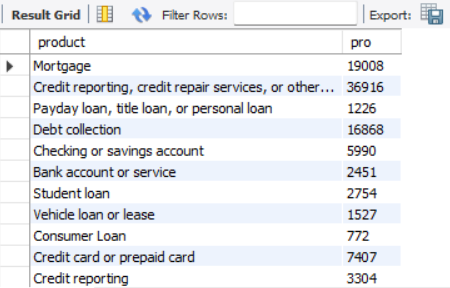 Result Grid Filter Rows: Export:
product pro
Mortgage 19008
Credit reporting, credit repair services, or other... 36916
Payday loan, title loan, or personal loan 1226
Debt collection 16868
Checking or savings account 5990
Bank account or service 2451
Student loan 2754
Vehicle loan or lease 1527
Consumer Loan 772
Credit card or prepaid card 7407
Credit reporting 3304